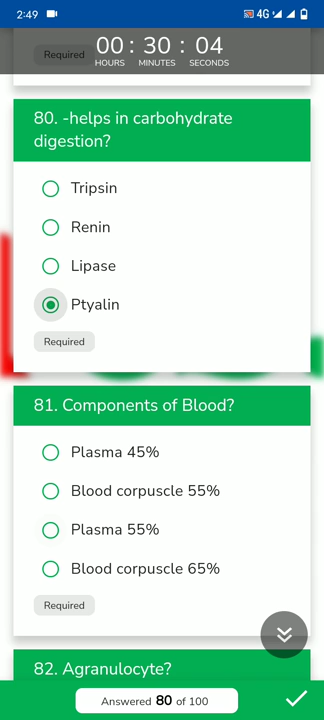 2:49
4G
Required
00 : 30 : 04
HOURS MINUTES SECONDS
80. -helps in carbohydrate
digestion?
Tripsin
Renin
Lipase
Ptyalin
Required
81. Components of Blood?
Plasma 45%
Blood corpuscle 55%
Plasma 55%
Blood corpuscle 65%
Required
82. Agranulocyte?
Answered 80 of 100